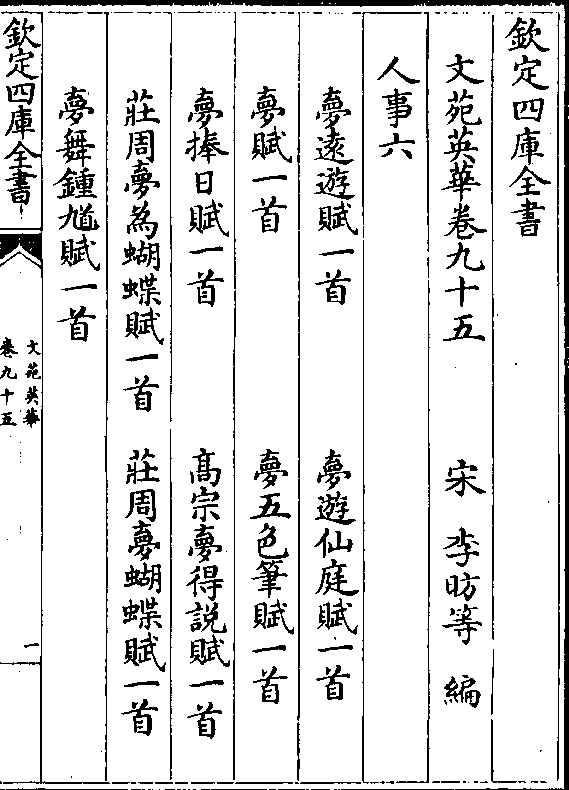 欽定四庫全書
文苑英華卷九十五　宋　李昉等　編
人事六
夢遠遊賦一首　夢遊仙庭賦一首
夢賦一首　夢五色筆賦一首
夢捧日賦一首　高宗夢得説賦一首
莊周夢為蝴蝶賦一首　莊周夢蝴蝶賦一首
夢舞鍾馗賦一首
欽定四庫全書
文苑英華
卷九十五
一